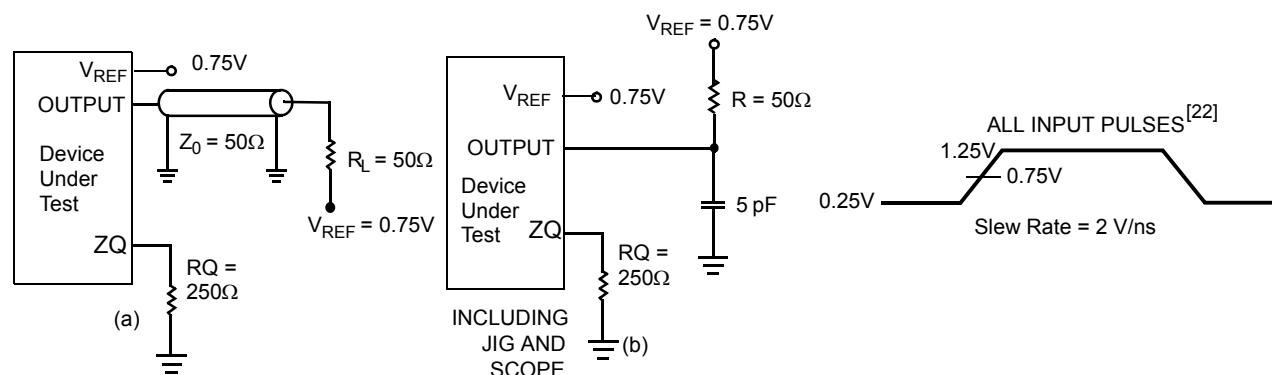 VREF
0.75V
OUTPUT
Z0 = 50Ω
Device
Under
Test
RL = 50Ω
VREF = 0.75V
ZQ
RQ =
250Ω
(a)
VREF = 0.75V
VREF
0.75V
R = 50Ω
OUTPUT
Device
Under
Test
5 pF
ZQ
RQ =
250Ω
INCLUDING
JIG AND
SCOPE
(b)
ALL INPUT PULSES[22]
1.25V
0.75V
0.25V
Slew Rate = 2 V/ns